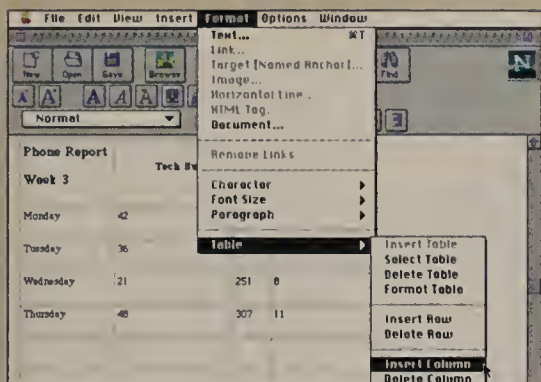 File Edit View Insert Format Options Window
New Open Save Browse Find N
A A A A A U
Normal
Text... ⌘T
Link...
Target [Named Anchor]...
Image...
Horizontal Line.
HTML Tag.
Document...
Remove Links
Character
Font Size
Paragraph
Table
Insert Table
Select Table
Delete Table
Format Table
Insert Row
Delete Row
Insert Column
Delete Column
Phone Report
Tech
Week 3
Monday 42
Tuesday 36
Wednesday 21 251 8
Thursday 48 307 11